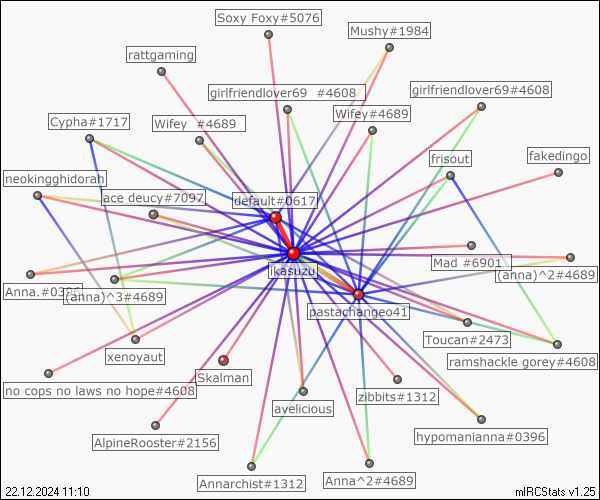 Soxy Foxy#5076
Mushy#1984
rattgaming
girlfriendlover69 #4608
girlfriendlover69#4608
Cypha#1717
Wifey #4689
Wifey#4689
frisout
fakedingo
neokingghidorah
ace deucy#7097
default#0617
Mad #6901
ikasuzu
(anna)^2#4689
Anna.#0396
(anna)^3#4689
pastachangeo41
Toucan#2473
xenoyaut
ramshackle gorey#4608
Skalman
no cops no laws no hope#4608
zibbits#1312
avelicious
hypomanianna#0396
AlpineRooster#2156
Annarchist#1312
Anna^2#4689
22.12.2024 11:10
mIRCStats v1.25